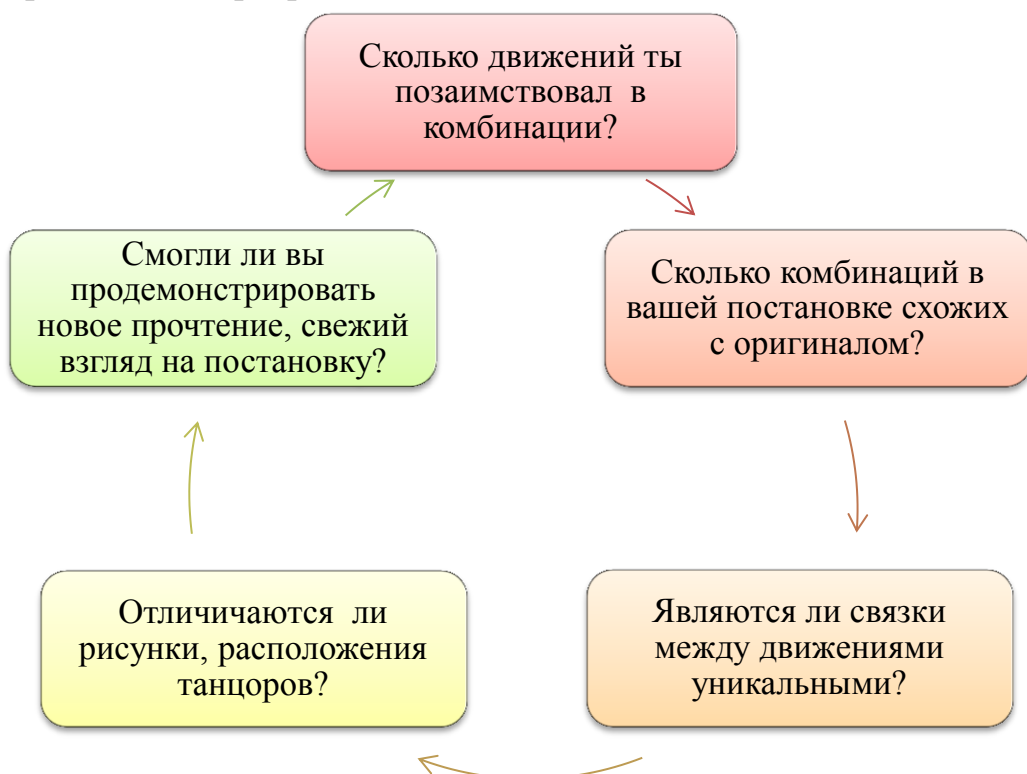 Сколько движений ты
позаимствовал в
комбинации?
Сколько комбинаций в
вашей постановке схожих
с оригиналом?
Являются ли связки
между движениями
уникальными?
Отличичаются ли
рисунки, расположения
танцоров?
Смогли ли вы
продемонстрировать
новое прочтение, свежий
взгляд на постановку?